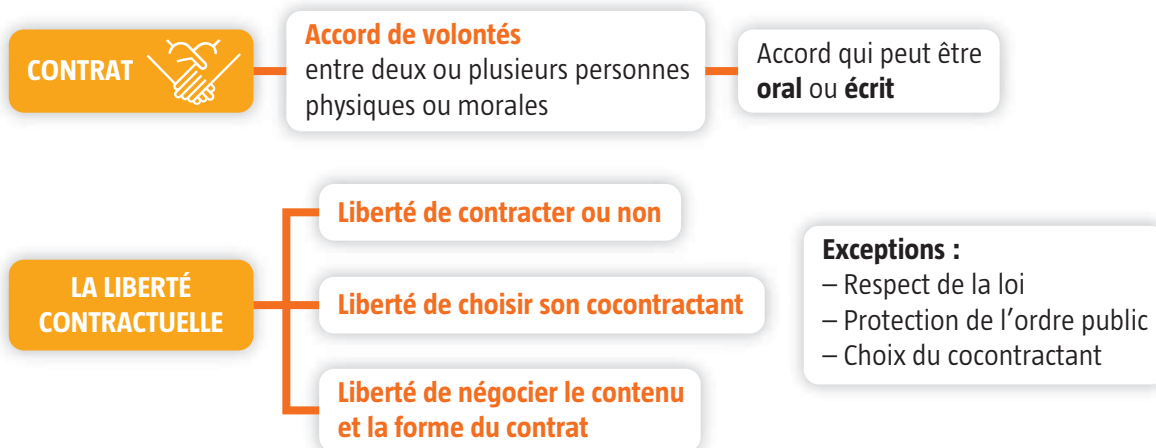 CONTRAT
Accord de volontés
entre deux ou plusieurs personnes
physiques ou morales
Accord qui peut être
oral ou écrit
LA LIBERTÉ
CONTRACTUELLE
Liberté de contracter ou non
Liberté de choisir son cocontractant
Liberté de négocier le contenu
et la forme du contrat
Exceptions :
– Respect de la loi
– Protection de l’ordre public
– Choix du cocontractant